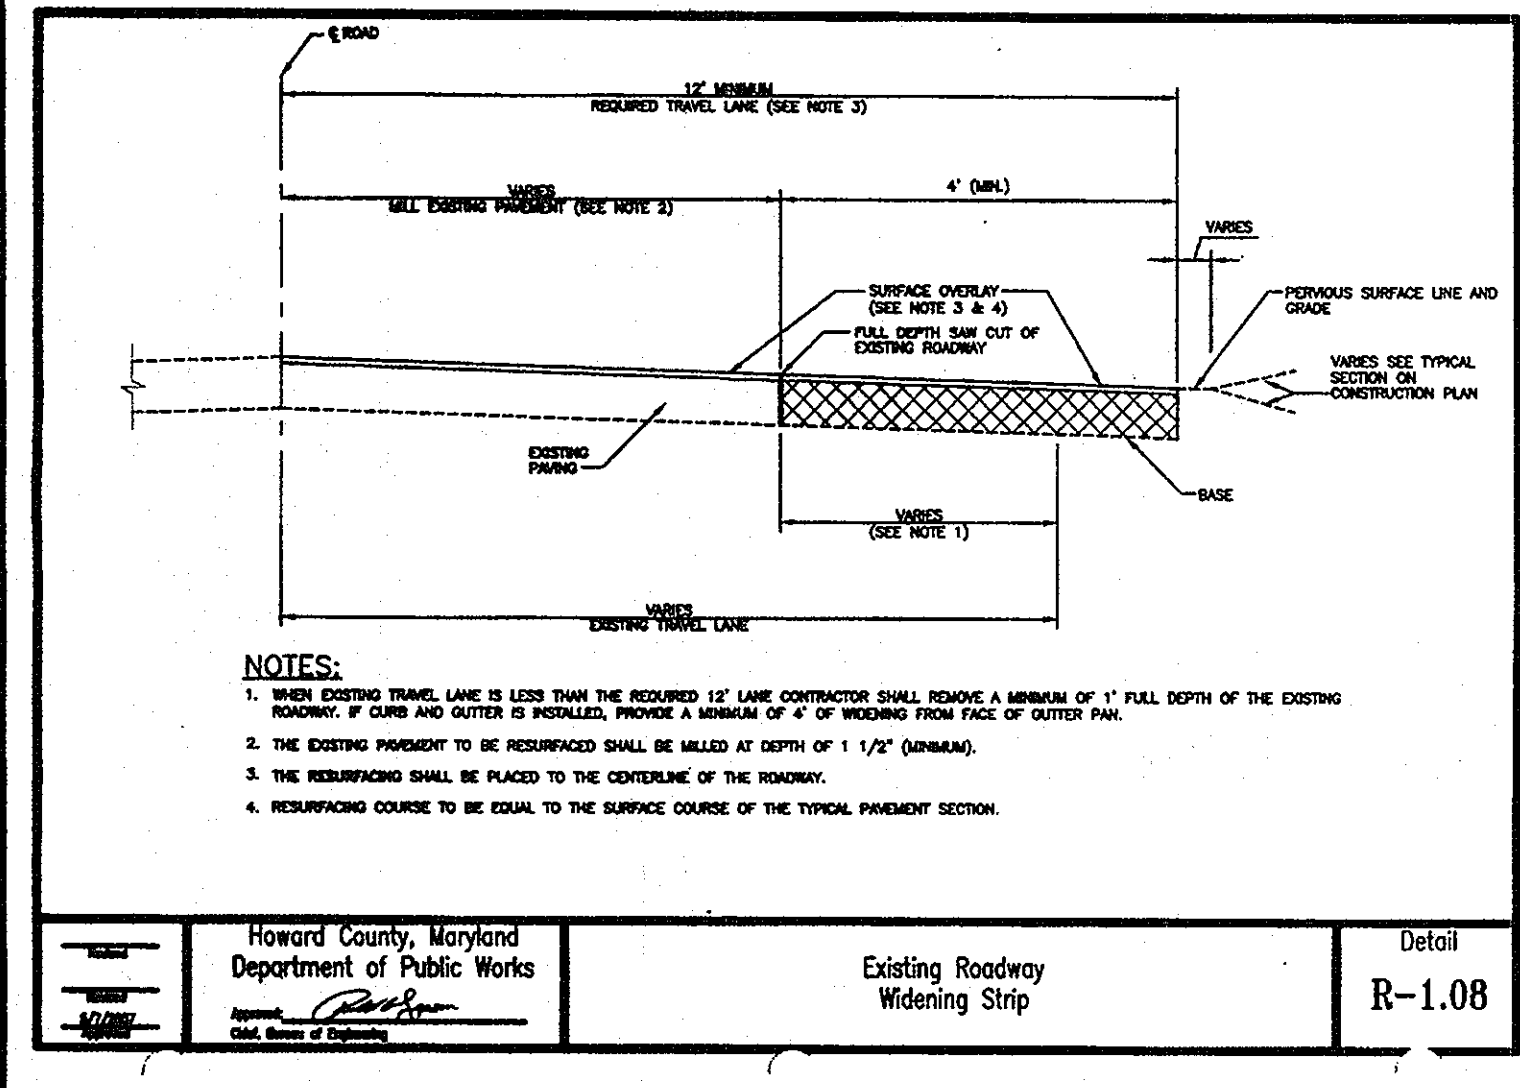 ℄ ROAD
12' MINIMUM
REQUIRED TRAVEL LANE (SEE NOTE 3)
VARIES
MILL EXISTING PAVEMENT (SEE NOTE 2)
4' (MIN.)
VARIES
SURFACE OVERLAY
(SEE NOTE 3 & 4)
FULL DEPTH SAW CUT OF
EXISTING ROADWAY
PERVIOUS SURFACE LINE AND
GRADE
VARIES SEE TYPICAL
SECTION ON
CONSTRUCTION PLAN
EXISTING
PAVING
BASE
VARIES
(SEE NOTE 1)
VARIES
EXISTING TRAVEL LANE
NOTES:
1. WHEN EXISTING TRAVEL LANE IS LESS THAN THE REQUIRED 12' LANE CONTRACTOR SHALL REMOVE A MINIMUM OF 1' FULL DEPTH OF THE EXISTING
ROADWAY. IF CURB AND GUTTER IS INSTALLED, PROVIDE A MINIMUM OF 4' OF WIDENING FROM FACE OF GUTTER PAN.
2. THE EXISTING PAVEMENT TO BE RESURFACED SHALL BE MILLED AT DEPTH OF 1 1/2" (MINIMUM).
3. THE RESURFACING SHALL BE PLACED TO THE CENTERLINE OF THE ROADWAY.
4. RESURFACING COURSE TO BE EQUAL TO THE SURFACE COURSE OF THE TYPICAL PAVEMENT SECTION.
Revised
Revised
Approved
Howard County, Maryland
Department of Public Works
Approved:
Chief, Bureau of Engineering
Existing Roadway
Widening Strip
Detail
R-1.08